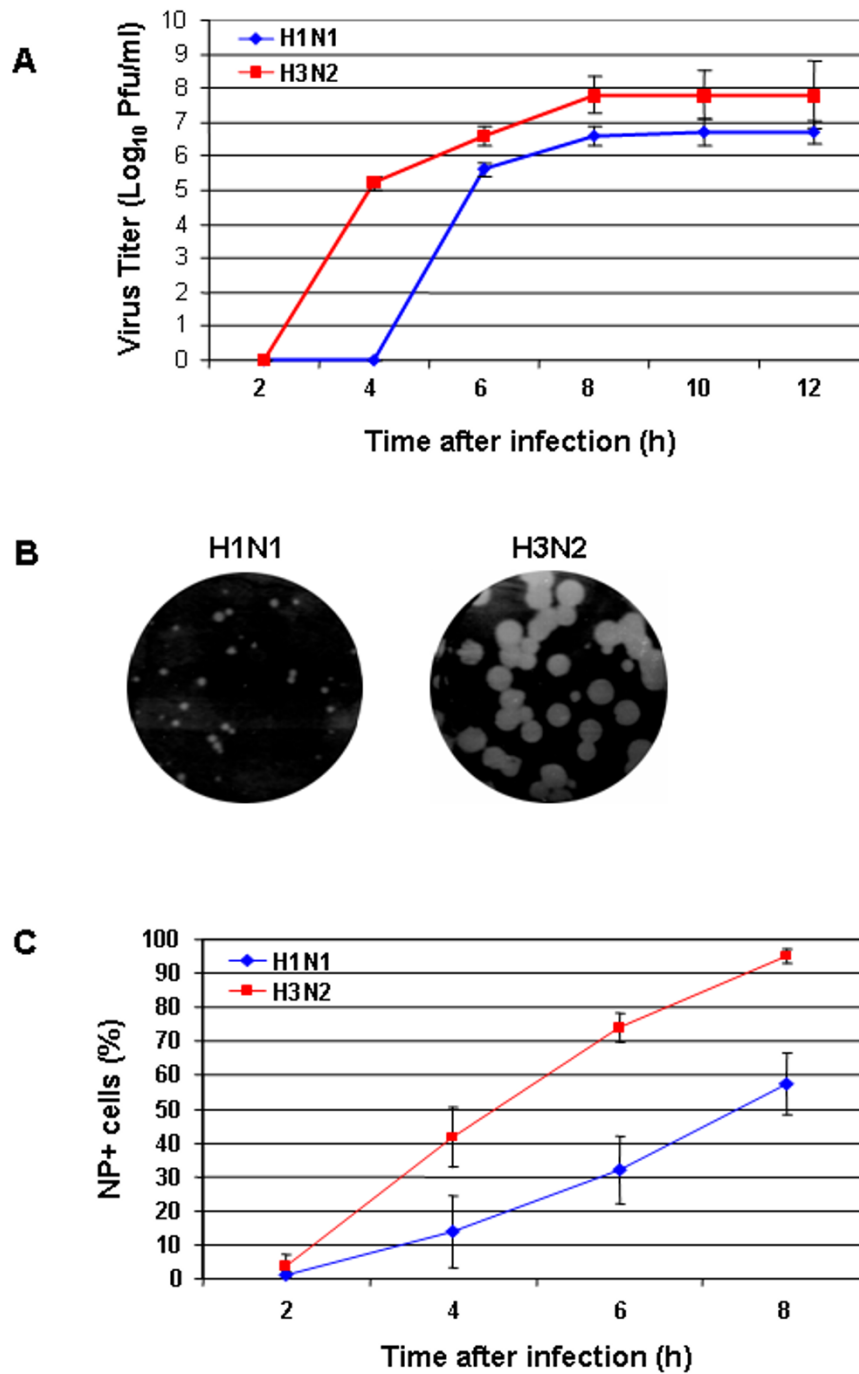 A
Virus Titer (Log10 Pfu/ml)
10
9
8
7
6
5
4
3
2
1
0
H1N1
H3N2
2 4 6 8 10 12
Time after infection (h)
B
H1N1 H3N2
C
NP+ cells (%)
100
90
80
70
60
50
40
30
20
10
0
H1N1
H3N2
2 4 6 8
Time after infection (h)